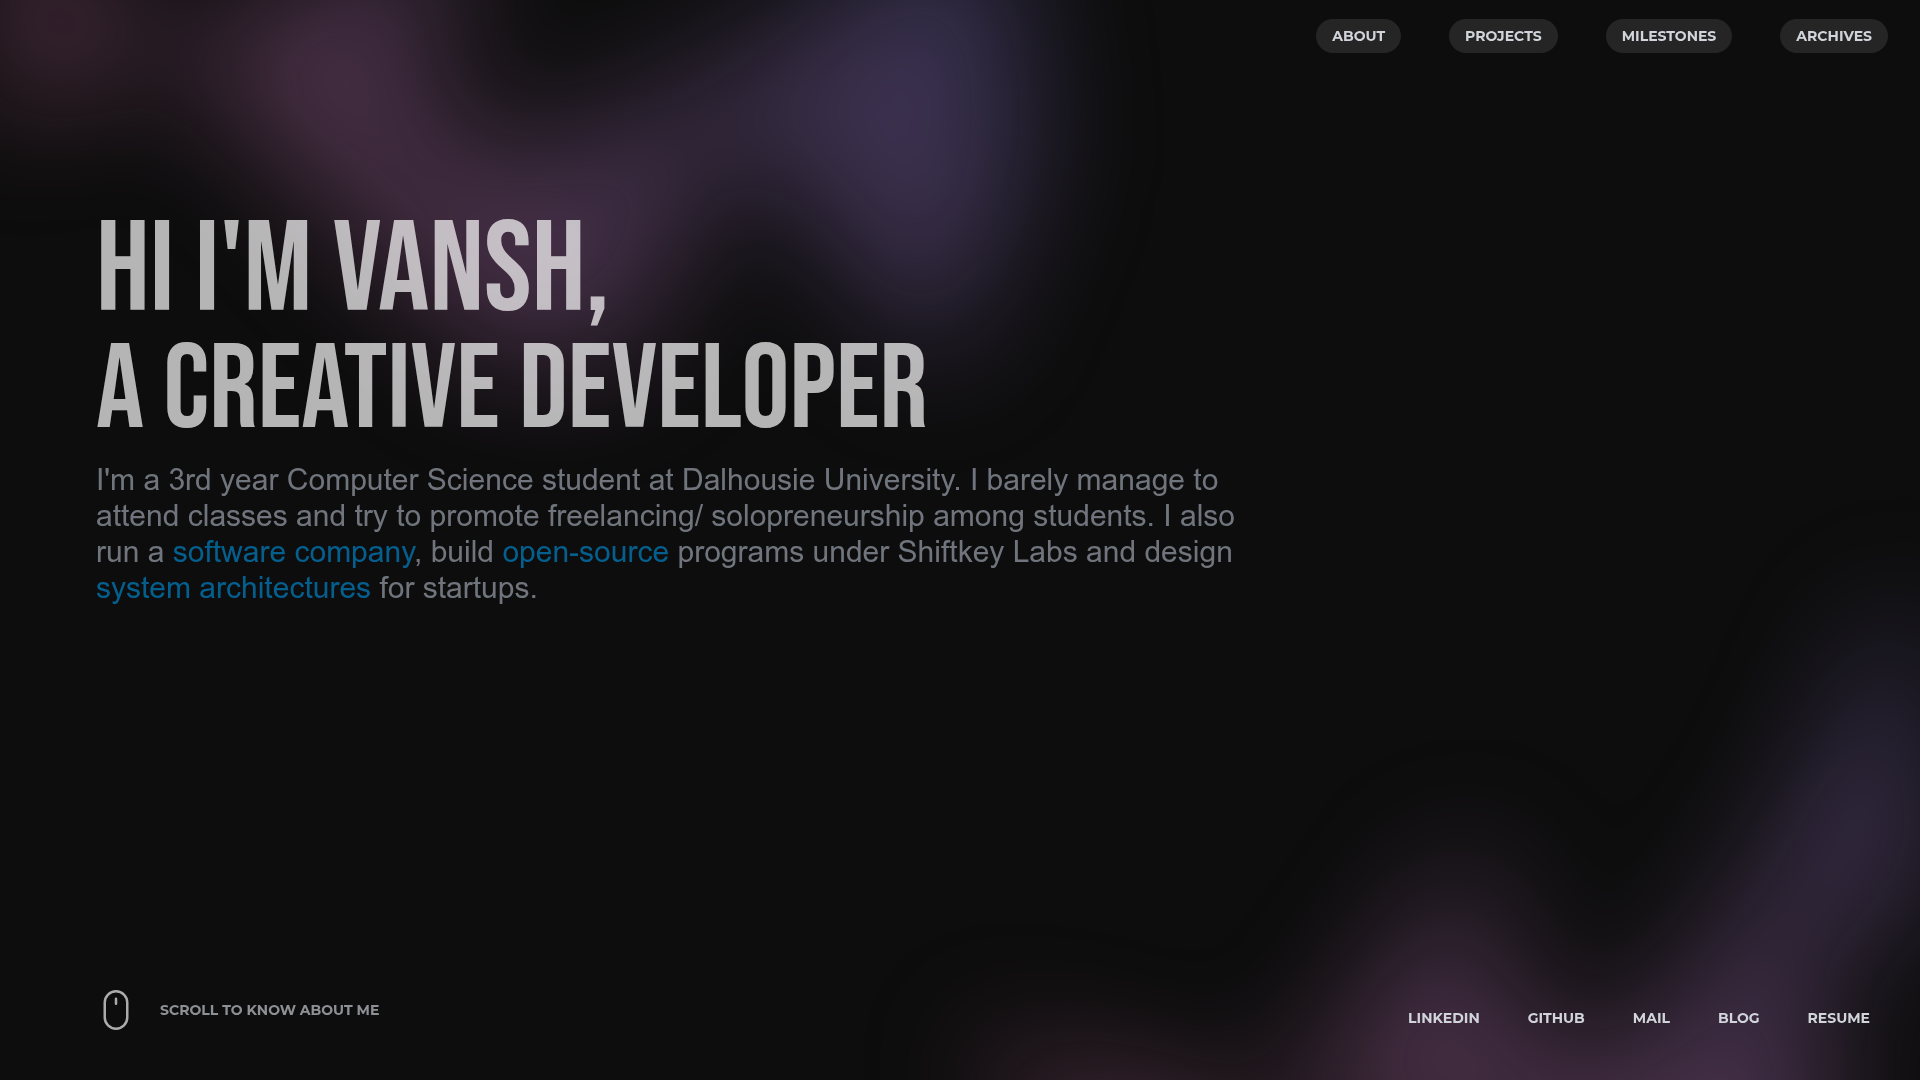 ABOUT PROJECTS MILESTONES ARCHIVES
HI I'M VANSH,
A CREATIVE DEVELOPER
I'm a 3rd year Computer Science student at Dalhousie University. I barely manage to
attend classes and try to promote freelancing/ solopreneurship among students. I also
run a software company, build open-source programs under Shiftkey Labs and design
system architectures for startups.
SCROLL TO KNOW ABOUT ME
LINKEDIN GITHUB MAIL BLOG RESUME